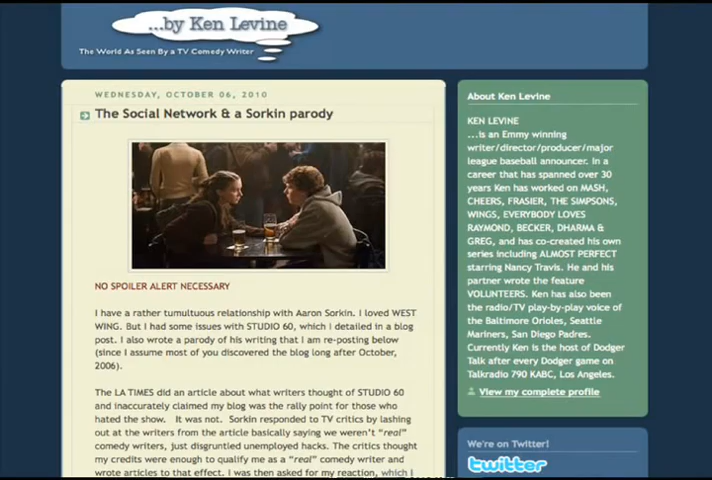 ...by Ken Levine
The World As Seen By a TV Comedy Writer
WEDNESDAY, OCTOBER 06, 2010
The Social Network & a Sorkin parody
NO SPOILER ALERT NECESSARY
I have a rather tumultuous relationship with Aaron Sorkin. I loved WEST
WING. But I had some issues with STUDIO 60, which i detailed in a blog
post. I also wrote a parody of his writing that I am re-posting below
(since I assume most of you discovered the blog long after October,
2006).
The LA TIMES did an article about what writers thought of STUDIO 60
and inaccurately claimed my blog was the rally point for those who
hated the show. It was not. Sorkin responded to TV critics by lashing
out at the writers from the article basically saying we weren't "real"
comedy writers, just disgruntled unemployed hacks. The critics thought
my credits were enough to qualify me as a "real" comedy writer and
wrote articles to that effect. I was then asked for my reaction, which I
About Ken Levine
KEN LEVINE
...is an Emmy winning
writer/director/producer/major
league baseball announcer. In a
career that has spanned over 30
years Ken has worked on MASH,
CHEERS, FRASIER, THE SIMPSONS,
WINGS, EVERYBODY LOVES
RAYMOND, BECKER, DHARMA &
GREG, and has co-created his own
series including ALMOST PERFECT
starring Nancy Travis. He and his
partner wrote the feature
VOLUNTEERS. Ken has also been
the radio/TV play-by-play voice of
the Baltimore Orioles, Seattle
Mariners, San Diego Padres.
Currently Ken is the host of Dodger
Talk after every Dodger game on
Talkradio 790 KABC, Los Angeles.
View my complete profile
We're on Twitter!
twitter